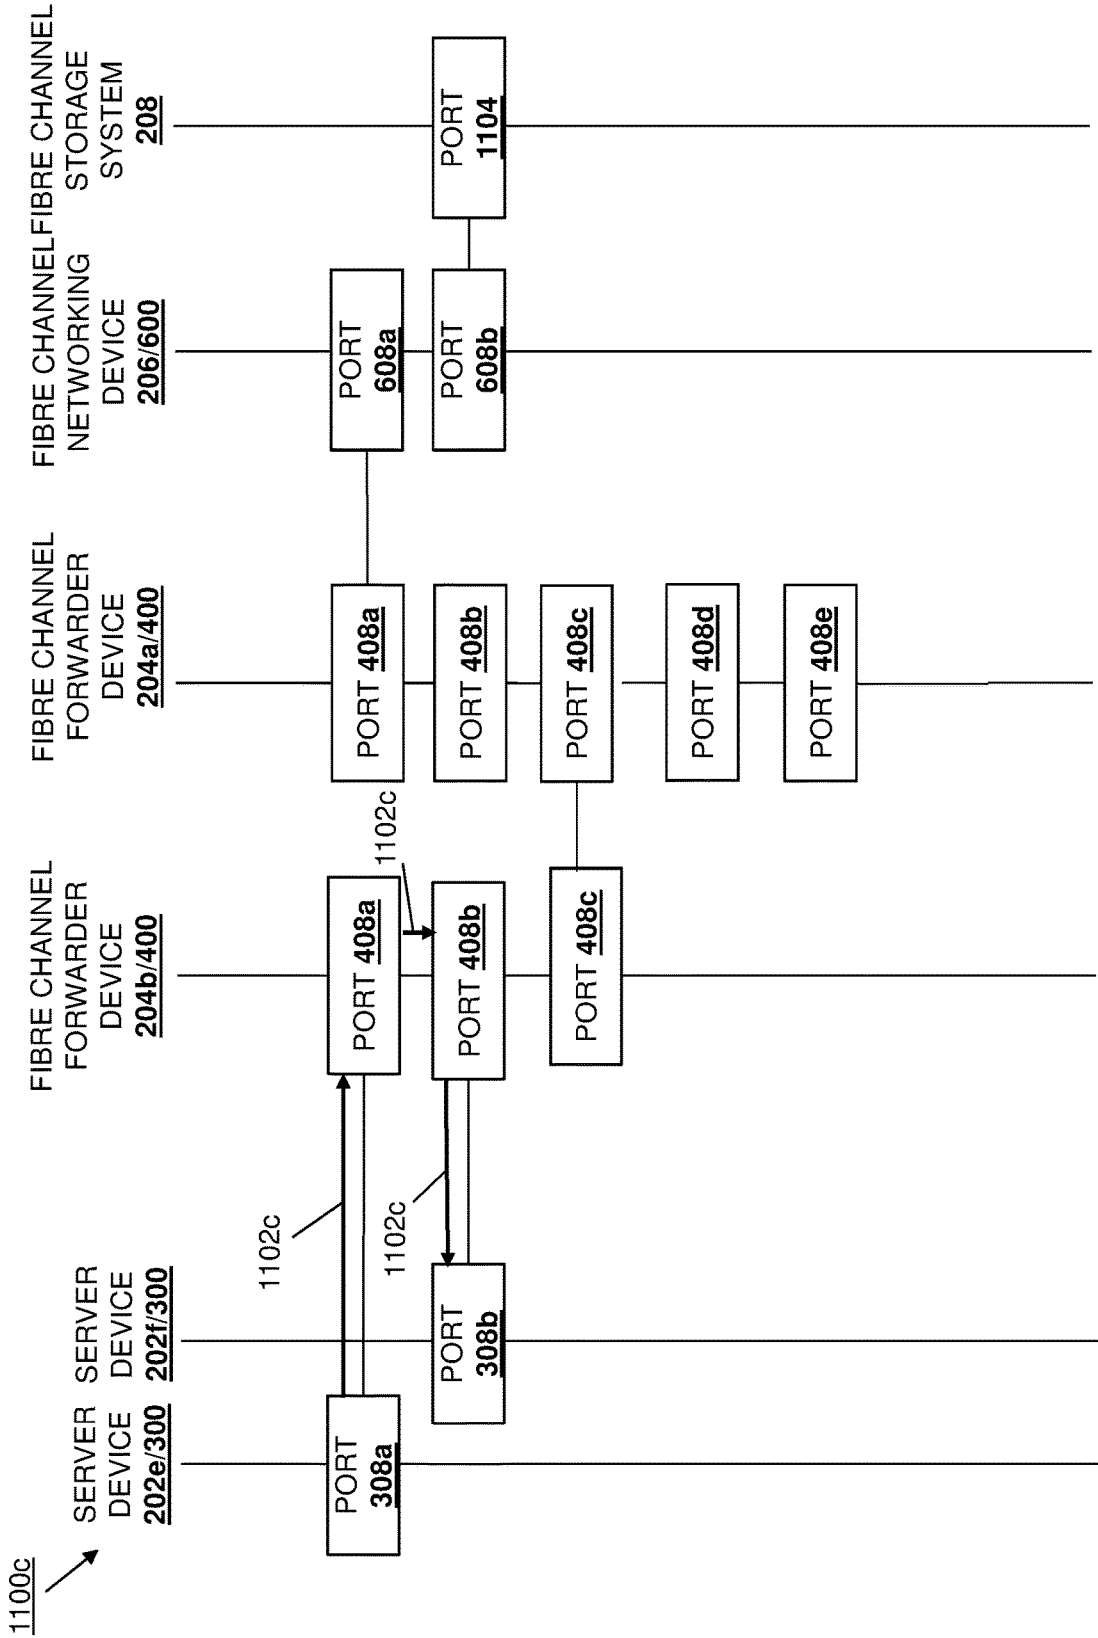 1100c
SERVER
DEVICE
202e/300
SERVER
DEVICE
202f/300
FIBRE CHANNEL
FORWARDER
DEVICE
204b/400
FIBRE CHANNEL
FORWARDER
DEVICE
204a/400
FIBRE CHANNEL
NETWORKING
DEVICE
206/600
FIBRE CHANNEL
STORAGE
SYSTEM
208
PORT
308a
1102c
PORT 408a
PORT 408a
PORT
608a
1102c
PORT
308b
1102c
PORT 408b
PORT 408b
PORT
608b
PORT
1104
PORT 408c
PORT 408c
PORT 408d
PORT 408e